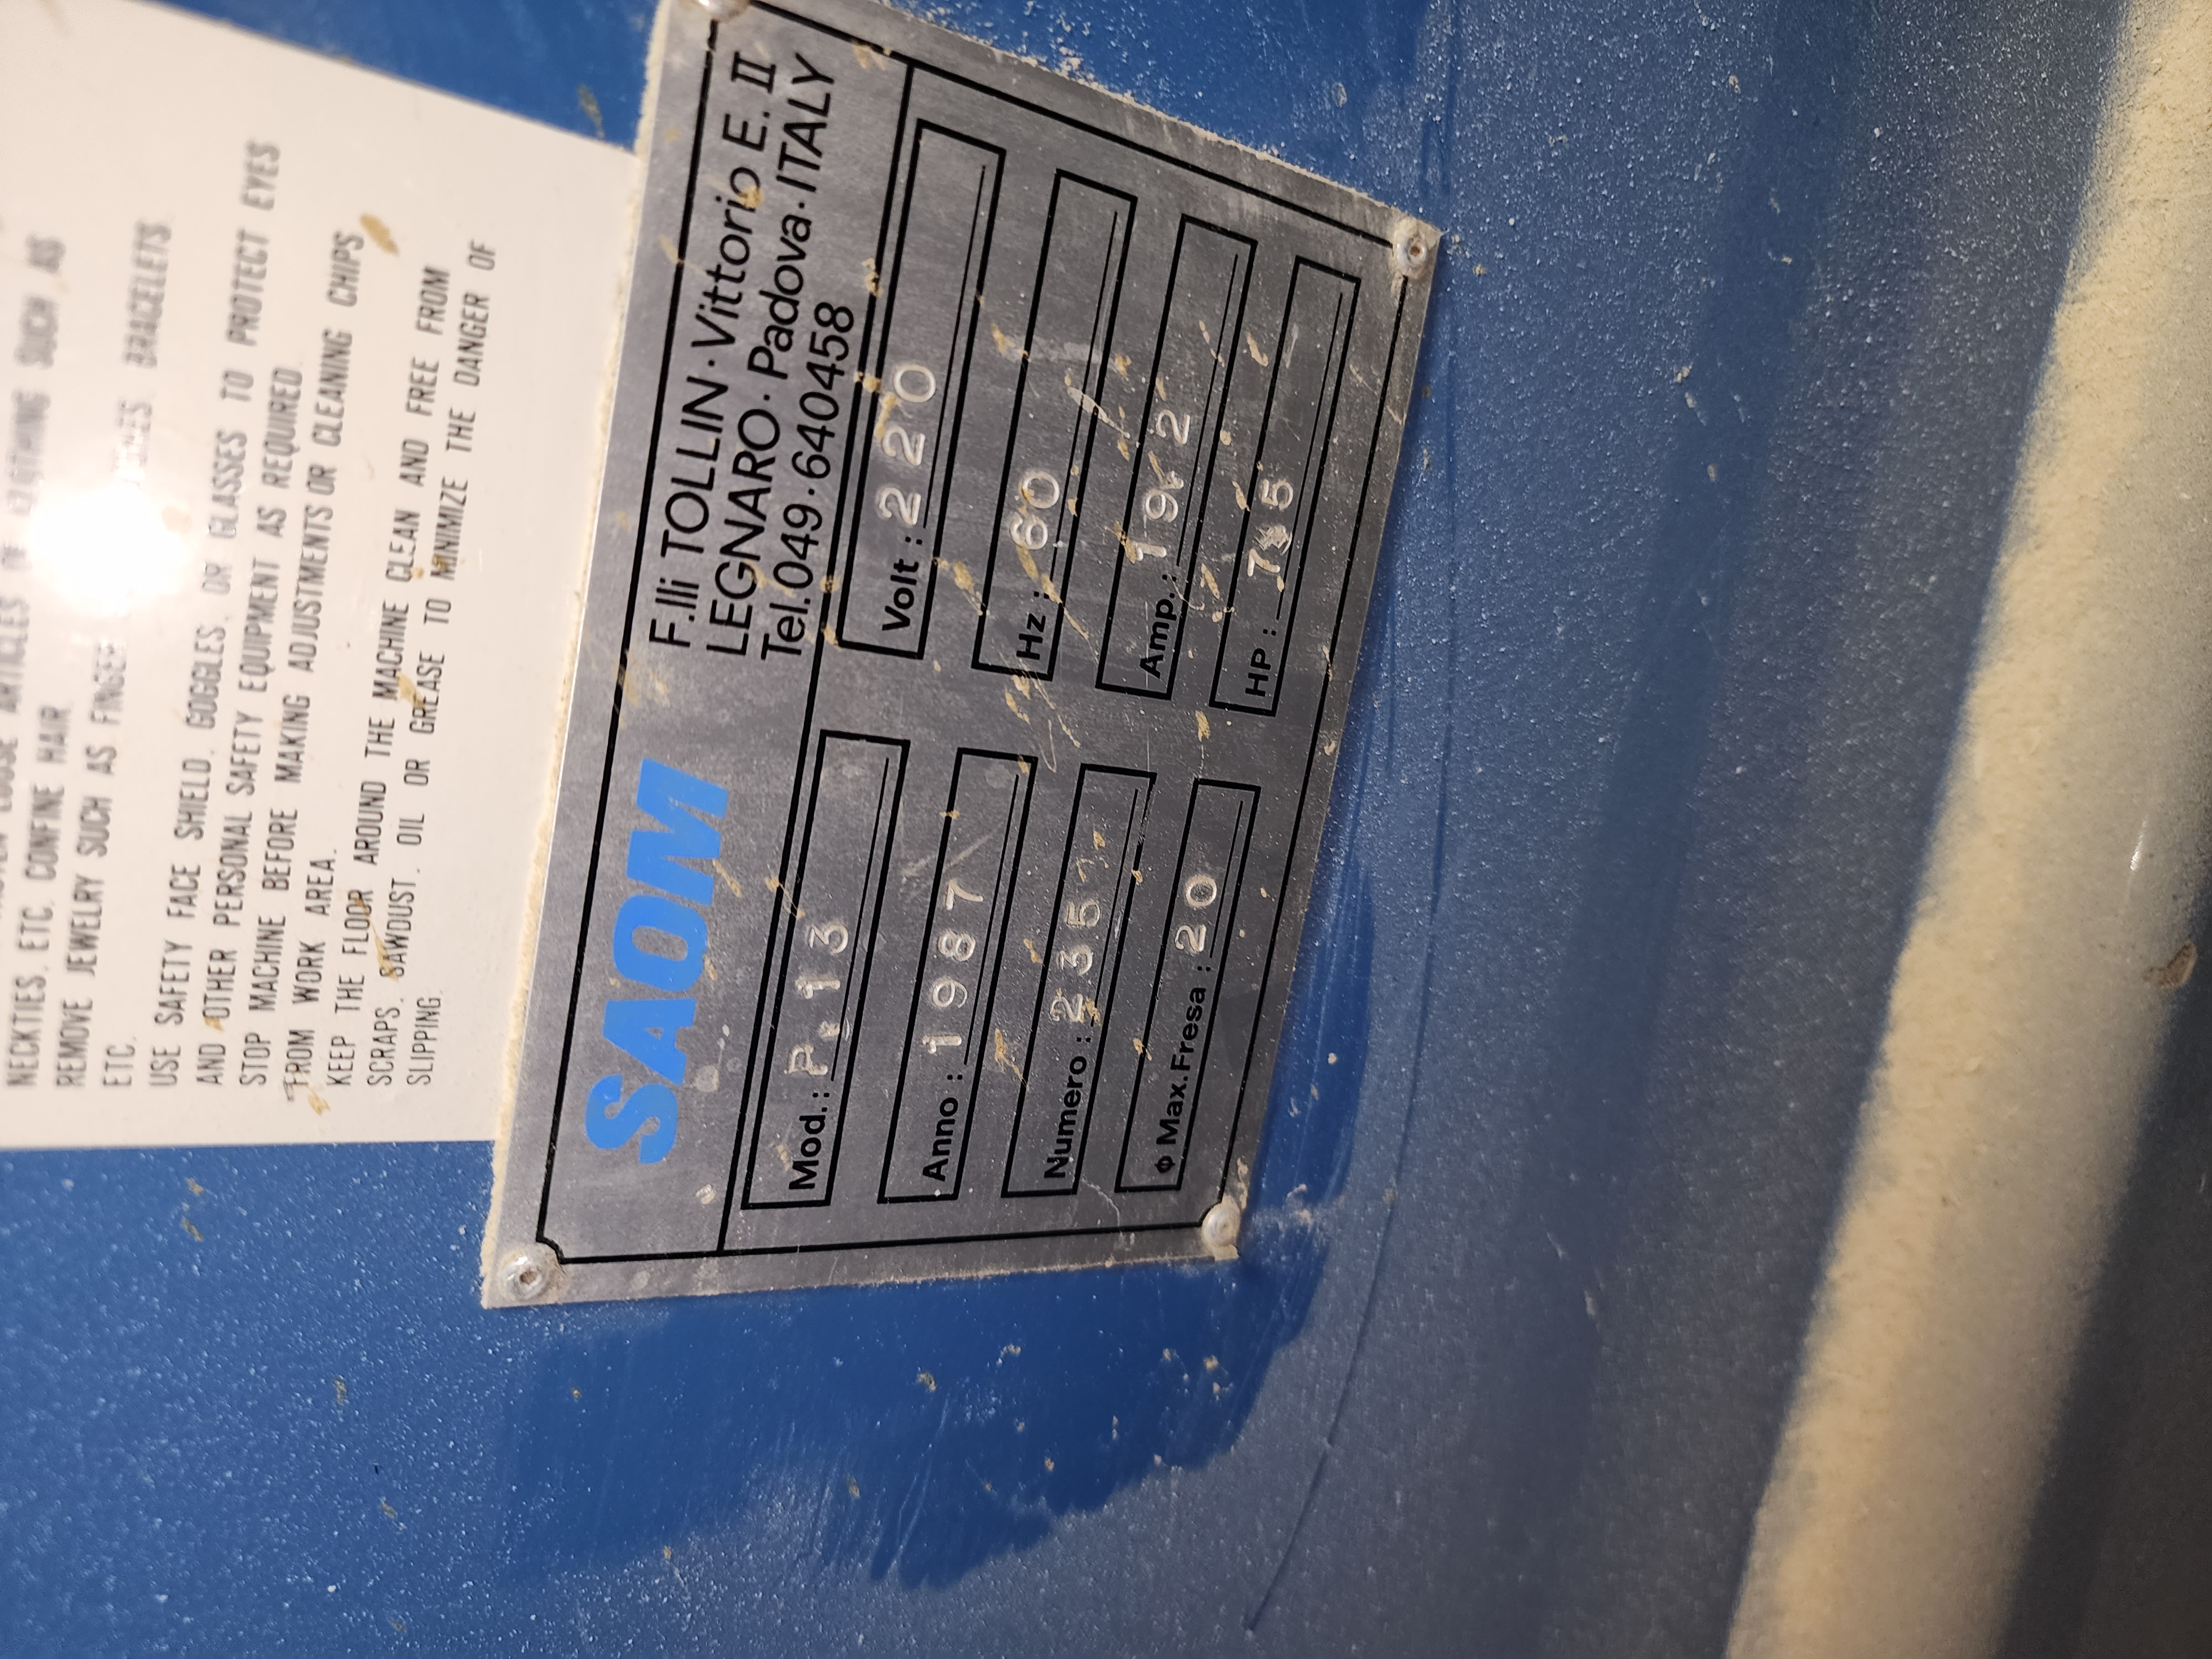 NECKTIES, ETC. CONFINE HAIR.
REMOVE JEWELRY SUCH AS FINGER BRACELETS.
ETC.
USE SAFETY FACE SHIELD, GOGGLES, OR GLASSES TO PROTECT EYES
AND OTHER PERSONAL SAFETY EQUIPMENT AS REQUIRED.
STOP MACHINE BEFORE MAKING ADJUSTMENTS OR CLEANING CHIPS
FROM WORK AREA.
KEEP THE FLOOR AROUND THE MACHINE CLEAN AND FREE FROM
SCRAPS, SAWDUST, OIL OR GREASE TO MINIMIZE THE DANGER OF
SLIPPING.
SAOM
F.lli TOLLIN · Vittorio E. II
LEGNARO · Padova · ITALY
Tel. 049 · 640458
Mod.: P.13
Anno : 1987
Numero : 235
Φ Max. Fresa : 20
Volt : 220
Hz : 60
Amp. :
HP :